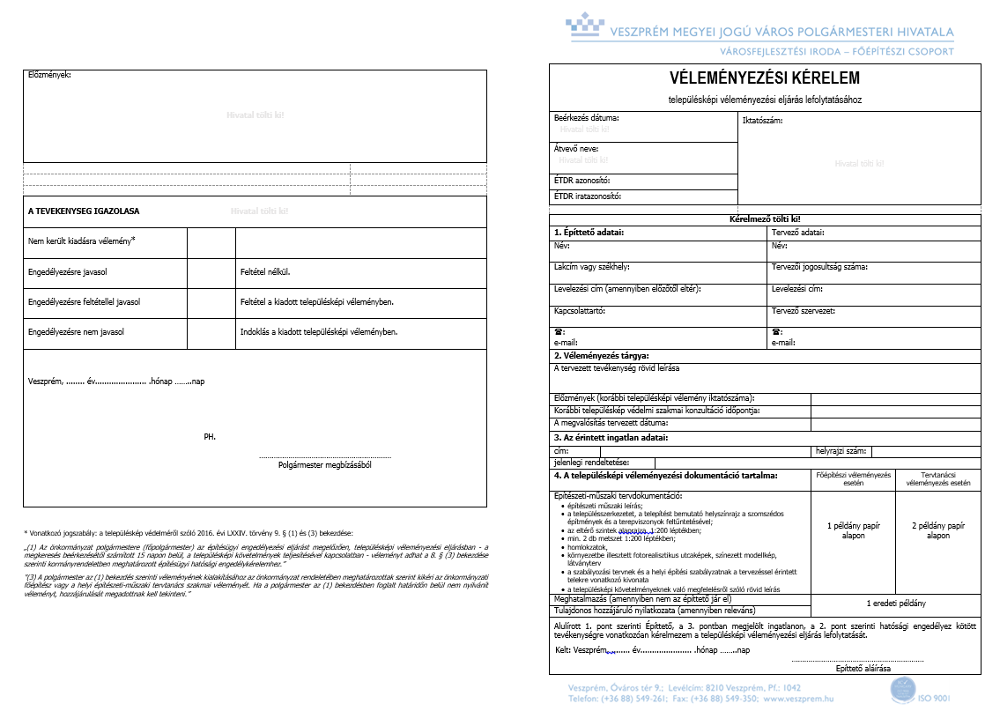 Előzmények:
Hivatal tölti ki!
A TEVEKENYSEG IGAZOLASA
Hivatal tölti ki!
Nem került kiadásra vélemény*
Engedélyezésre javasol
Feltétel nélkül.
Engedélyezésre feltétellel javasol
Feltétel a kiadott településképi véleményben.
Engedélyezésre nem javasol
Indoklás a kiadott településképi véleményben.
Veszprém, ........ év...................... .hónap ........nap
PH.
......................................................
Polgármester megbízásából
* Vonatkozó jogszabály: a településkép védelméről szóló 2016. évi LXXIV. törvény 9. § (1) és (3) bekezdése:
„(1) Az önkormányzat polgármestere (főpolgármester) az építésügyi engedélyezési eljárást megelőzően, településképi véleményezési eljárásban - a
megkeresés beérkezésétől számított 15 napon belül, a településképi követelmények teljesítésével kapcsolatban - véleményt adhat a 8. § (3) bekezdése
szerinti kormányrendeletben meghatározott építésügyi hatósági engedélykérelemhez.”
"(3) A polgármester az (1) bekezdés szerinti véleményének kialakításához az önkormányzat rendeletében meghatározottak szerint kikéri az önkormányzati
főépítész vagy a helyi építészeti-műszaki tervtanács szakmai véleményét. Ha a polgármester az (1) bekezdésben foglalt határidőn belül nem nyilvánít
véleményt, hozzájárulását megadottnak kell tekinteni.”
VESZPRÉM MEGYEI JOGÚ VÁROS POLGÁRMESTERI HIVATALA
VÁROSFEJLESZTÉSI IRODA – FŐÉPÍTÉSZI CSOPORT
VÉLEMÉNYEZÉSI KÉRELEM
településképi véleményezési eljárás lefolytatásához
Beérkezés dátuma:
Hivatal tölti ki!
Iktatószám:
Átvevő neve:
Hivatal tölti ki!
Hivatal tölti ki!
ÉTDR azonosító:
ÉTDR iratazonosító:
Kérelmező tölti ki!
1. Építtető adatai:
Tervező adatai:
Név:
Név:
Lakcím vagy székhely:
Tervezői jogosultság száma:
Levelezési cím (amennyiben előzőtől eltér):
Levelezési cím:
Kapcsolattartó:
Tervező szervezet:
☎:
☎:
e-mail:
e-mail:
2. Véleményezés tárgya:
A tervezett tevékenység rövid leírása
Előzmények (korábbi településképi vélemény iktatószáma):
Korábbi településkép védelmi szakmai konzultáció időpontja:
A megvalósítás tervezett dátuma:
3. Az érintett ingatlan adatai:
cím:
helyrajzi szám:
jelenlegi rendeltetése:
4. A településképi véleményezési dokumentáció tartalma:
Főépítészi véleményezés
esetén
Tervtanácsi
véleményezés esetén
Építészeti-műszaki tervdokumentáció:
• építészeti műszaki leírás;
• a településszerkezetet, a telepítést bemutató helyszínrajz a szomszédos
építmények és a terepviszonyok feltüntetésével;
• az eltérő szintek alaprajza, 1:200 léptékben;
• min. 2 db metszet 1:200 léptékben;
• homlokzatok,
• környezetbe illesztett fotorealisztikus utcaképek, színezett modellkép,
látványterv
• a szabályozási tervnek és a helyi építési szabályzatnak a tervezéssel érintett
telekre vonatkozó kivonata
• a településképi követelményeknek való megfelelésről szóló rövid leírás
1 példány papír
alapon
2 példány papír
alapon
Meghatalmazás (amennyiben nem az építtető jár el)
Tulajdonos hozzájáruló nyilatkozata (amennyiben releváns)
1 eredeti példány
Alulírott 1. pont szerinti Építtető, a 3. pontban megjelölt ingatlanon, a 2. pont szerinti hatósági engedélyez kötött
tevékenységre vonatkozóan kérelmezem a településképi véleményezési eljárás lefolytatását.
Kelt: Veszprém,....... év...................... .hónap ........nap
......................................................
Építtető aláírása
Veszprém, Óváros tér 9.; Levélcím: 8210 Veszprém, Pf.: 1042
Telefon: (+36 88) 549-261; Fax: (+36 88) 549-350; www.veszprem.hu
ISO 9001